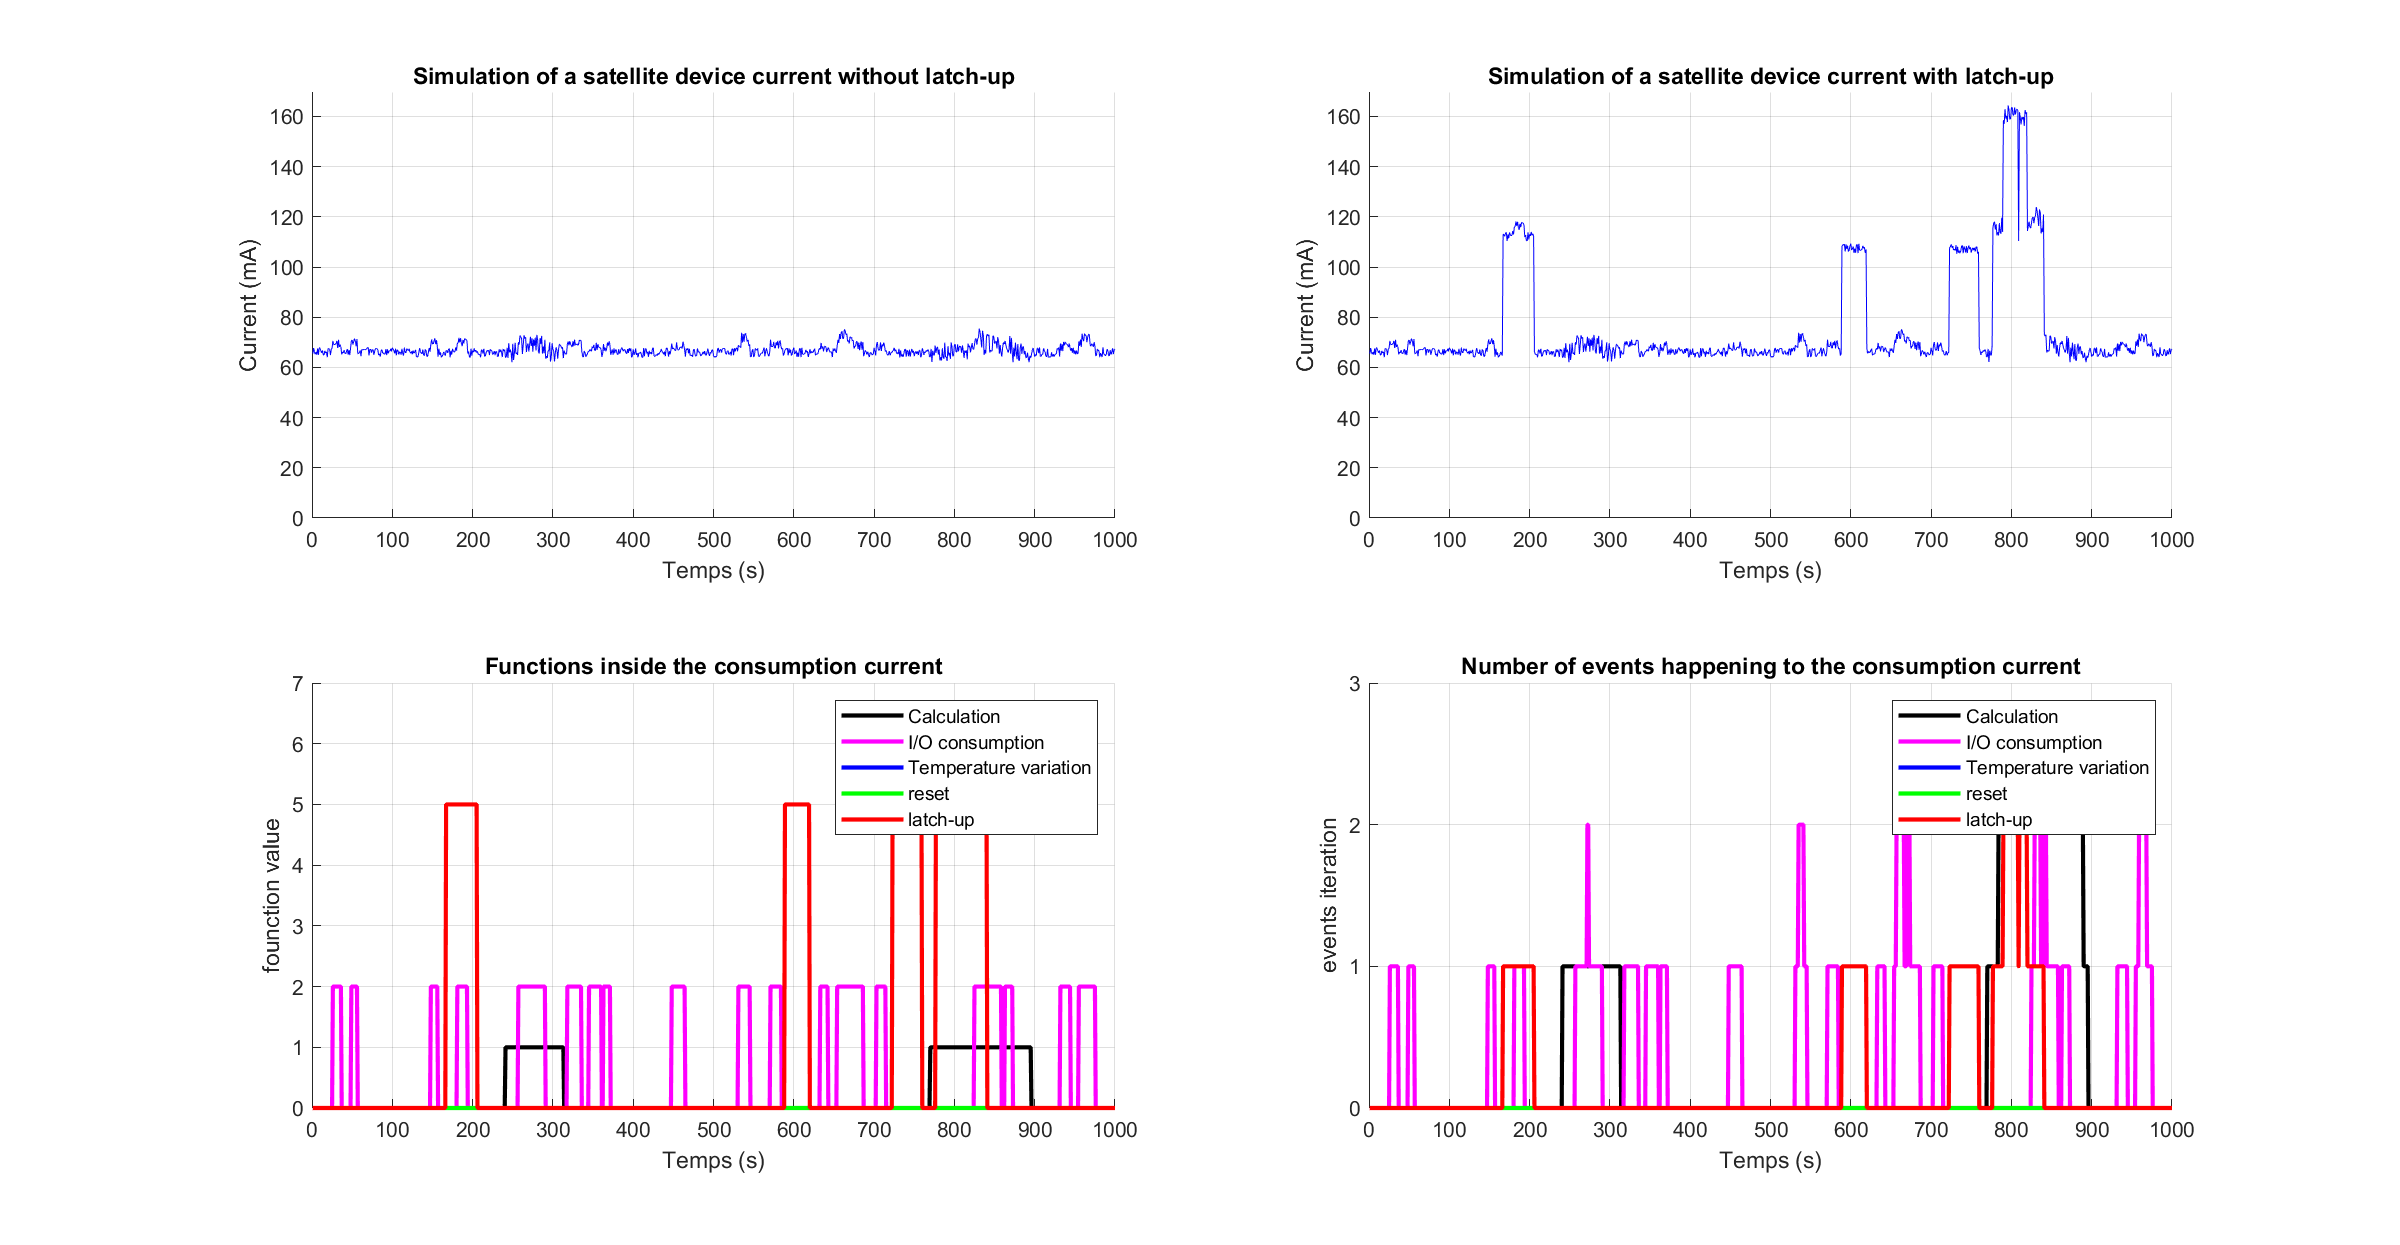 Simulation of a satellite device current without latch-up
160
140
120
100
80
60
40
20
0
Current (mA)
0 100 200 300 400 500 600 700 800 900 1000
Temps (s)
Simulation of a satellite device current with latch-up
160
140
120
100
80
60
40
20
0
Current (mA)
0 100 200 300 400 500 600 700 800 900 1000
Temps (s)
Functions inside the consumption current
7
6
5
4
3
2
1
0
founction value
Calculation
I/O consumption
Temperature variation
reset
latch-up
0 100 200 300 400 500 600 700 800 900 1000
Temps (s)
Number of events happening to the consumption current
3
2
1
0
events iteration
Calculation
I/O consumption
Temperature variation
reset
latch-up
0 100 200 300 400 500 600 700 800 900 1000
Temps (s)